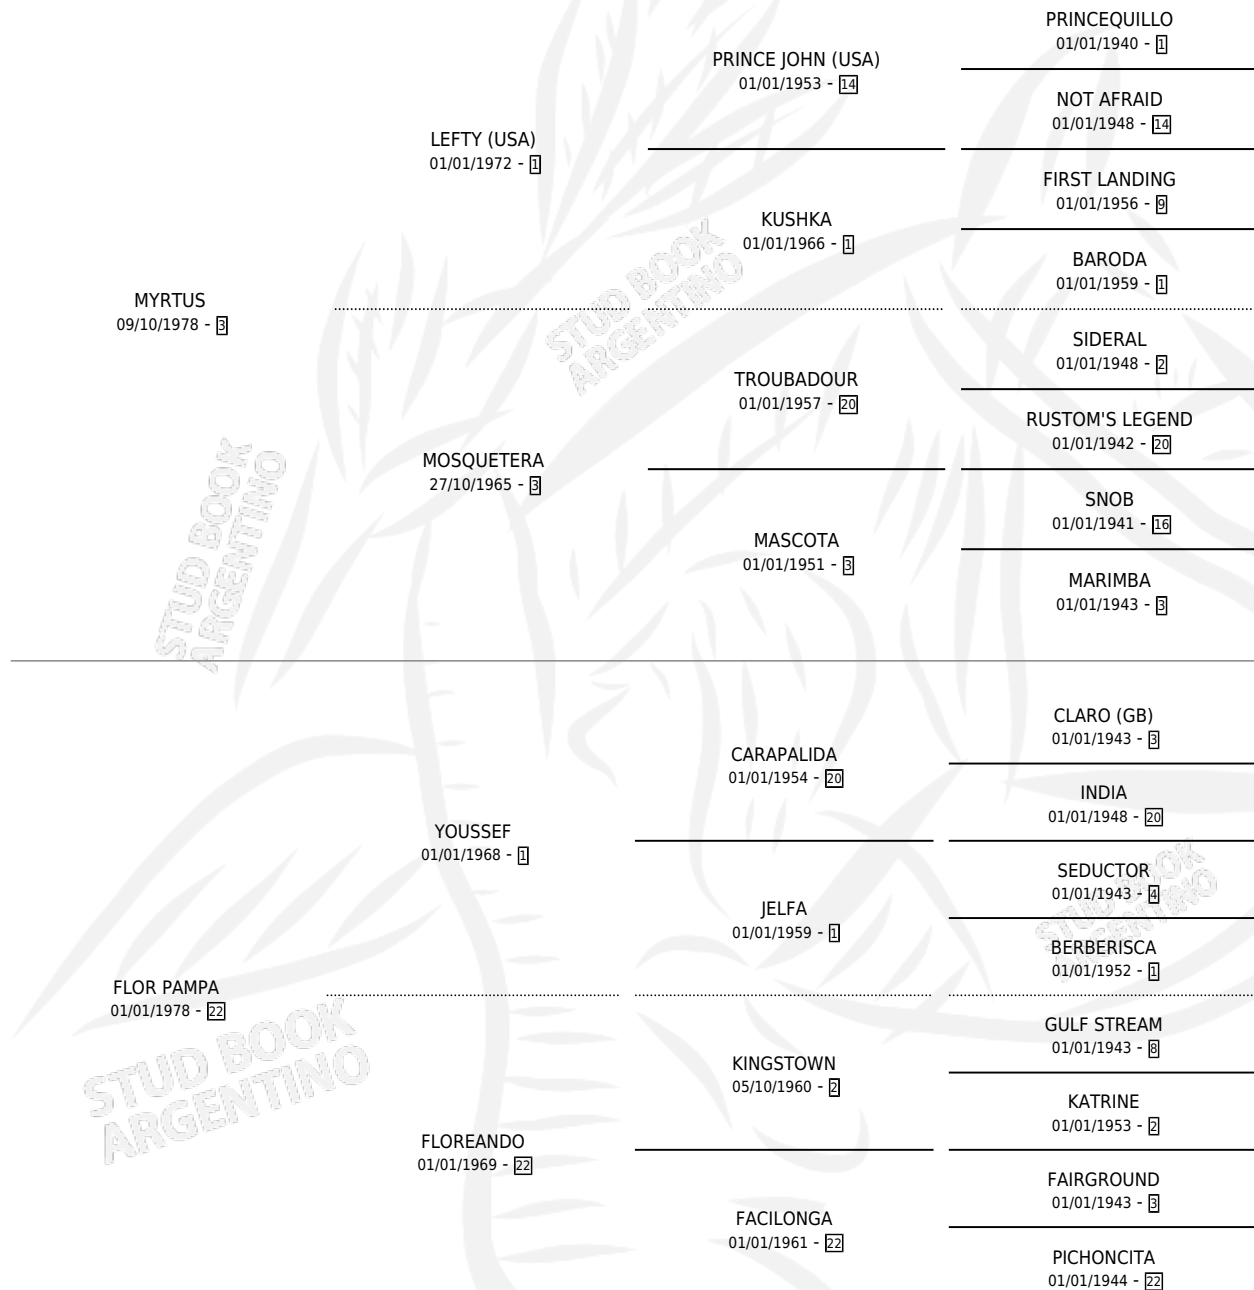 PRINCEQUILLO
01/01/1940 - 1
PRINCE JOHN (USA)
01/01/1953 - 14
NOT AFRAID
01/01/1948 - 14
LEFTY (USA)
01/01/1972 - 1
FIRST LANDING
01/01/1956 - 9
KUSHKA
01/01/1966 - 1
BARODA
01/01/1959 - 1
MYRTUS
09/10/1978 - 3
SIDERAL
01/01/1948 - 2
TROUBADOUR
01/01/1957 - 20
RUSTOM'S LEGEND
01/01/1942 - 20
MOSQUETERA
27/10/1965 - 3
SNOB
01/01/1941 - 16
MASCOTA
01/01/1951 - 3
MARIMBA
01/01/1943 - 3
CLARO (GB)
01/01/1943 - 3
CARAPALIDA
01/01/1954 - 20
INDIA
01/01/1948 - 20
YOUSSEF
01/01/1968 - 1
SEDUCTOR
01/01/1943 - 4
JELFA
01/01/1959 - 1
BERBERISCA
01/01/1952 - 1
FLOR PAMPA
01/01/1978 - 22
GULF STREAM
01/01/1943 - 8
KINGSTOWN
05/10/1960 - 2
KATRINE
01/01/1953 - 2
FLOREANDO
01/01/1969 - 22
FAIRGROUND
01/01/1943 - 3
FACILONGA
01/01/1961 - 22
PICHONCITA
01/01/1944 - 22
STUD BOOK
ARGENTINO
STUD BOOK
ARGENTINO
STUD BOOK
ARGENTINO
STUD BOOK
ARGENTINO